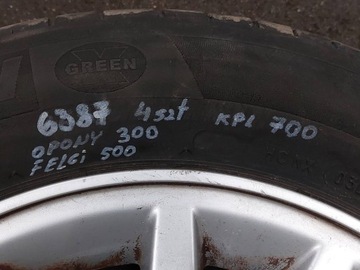 GREEN
6387 4szt KPL 700
OPONY 300
FELGI 500